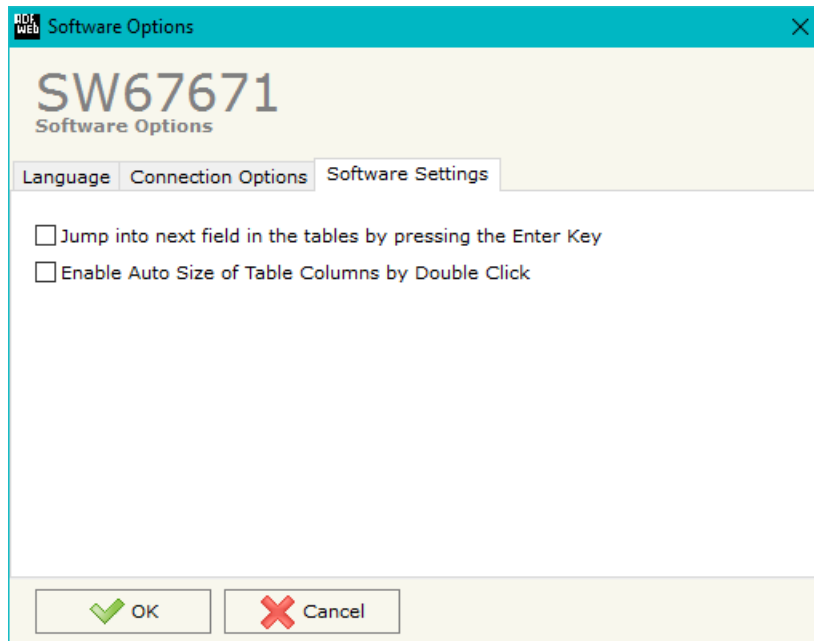 ADF
WEB
Software Options
SW67671
Software Options
Language Connection Options Software Settings
Jump into next field in the tables by pressing the Enter Key
Enable Auto Size of Table Columns by Double Click
OK Cancel